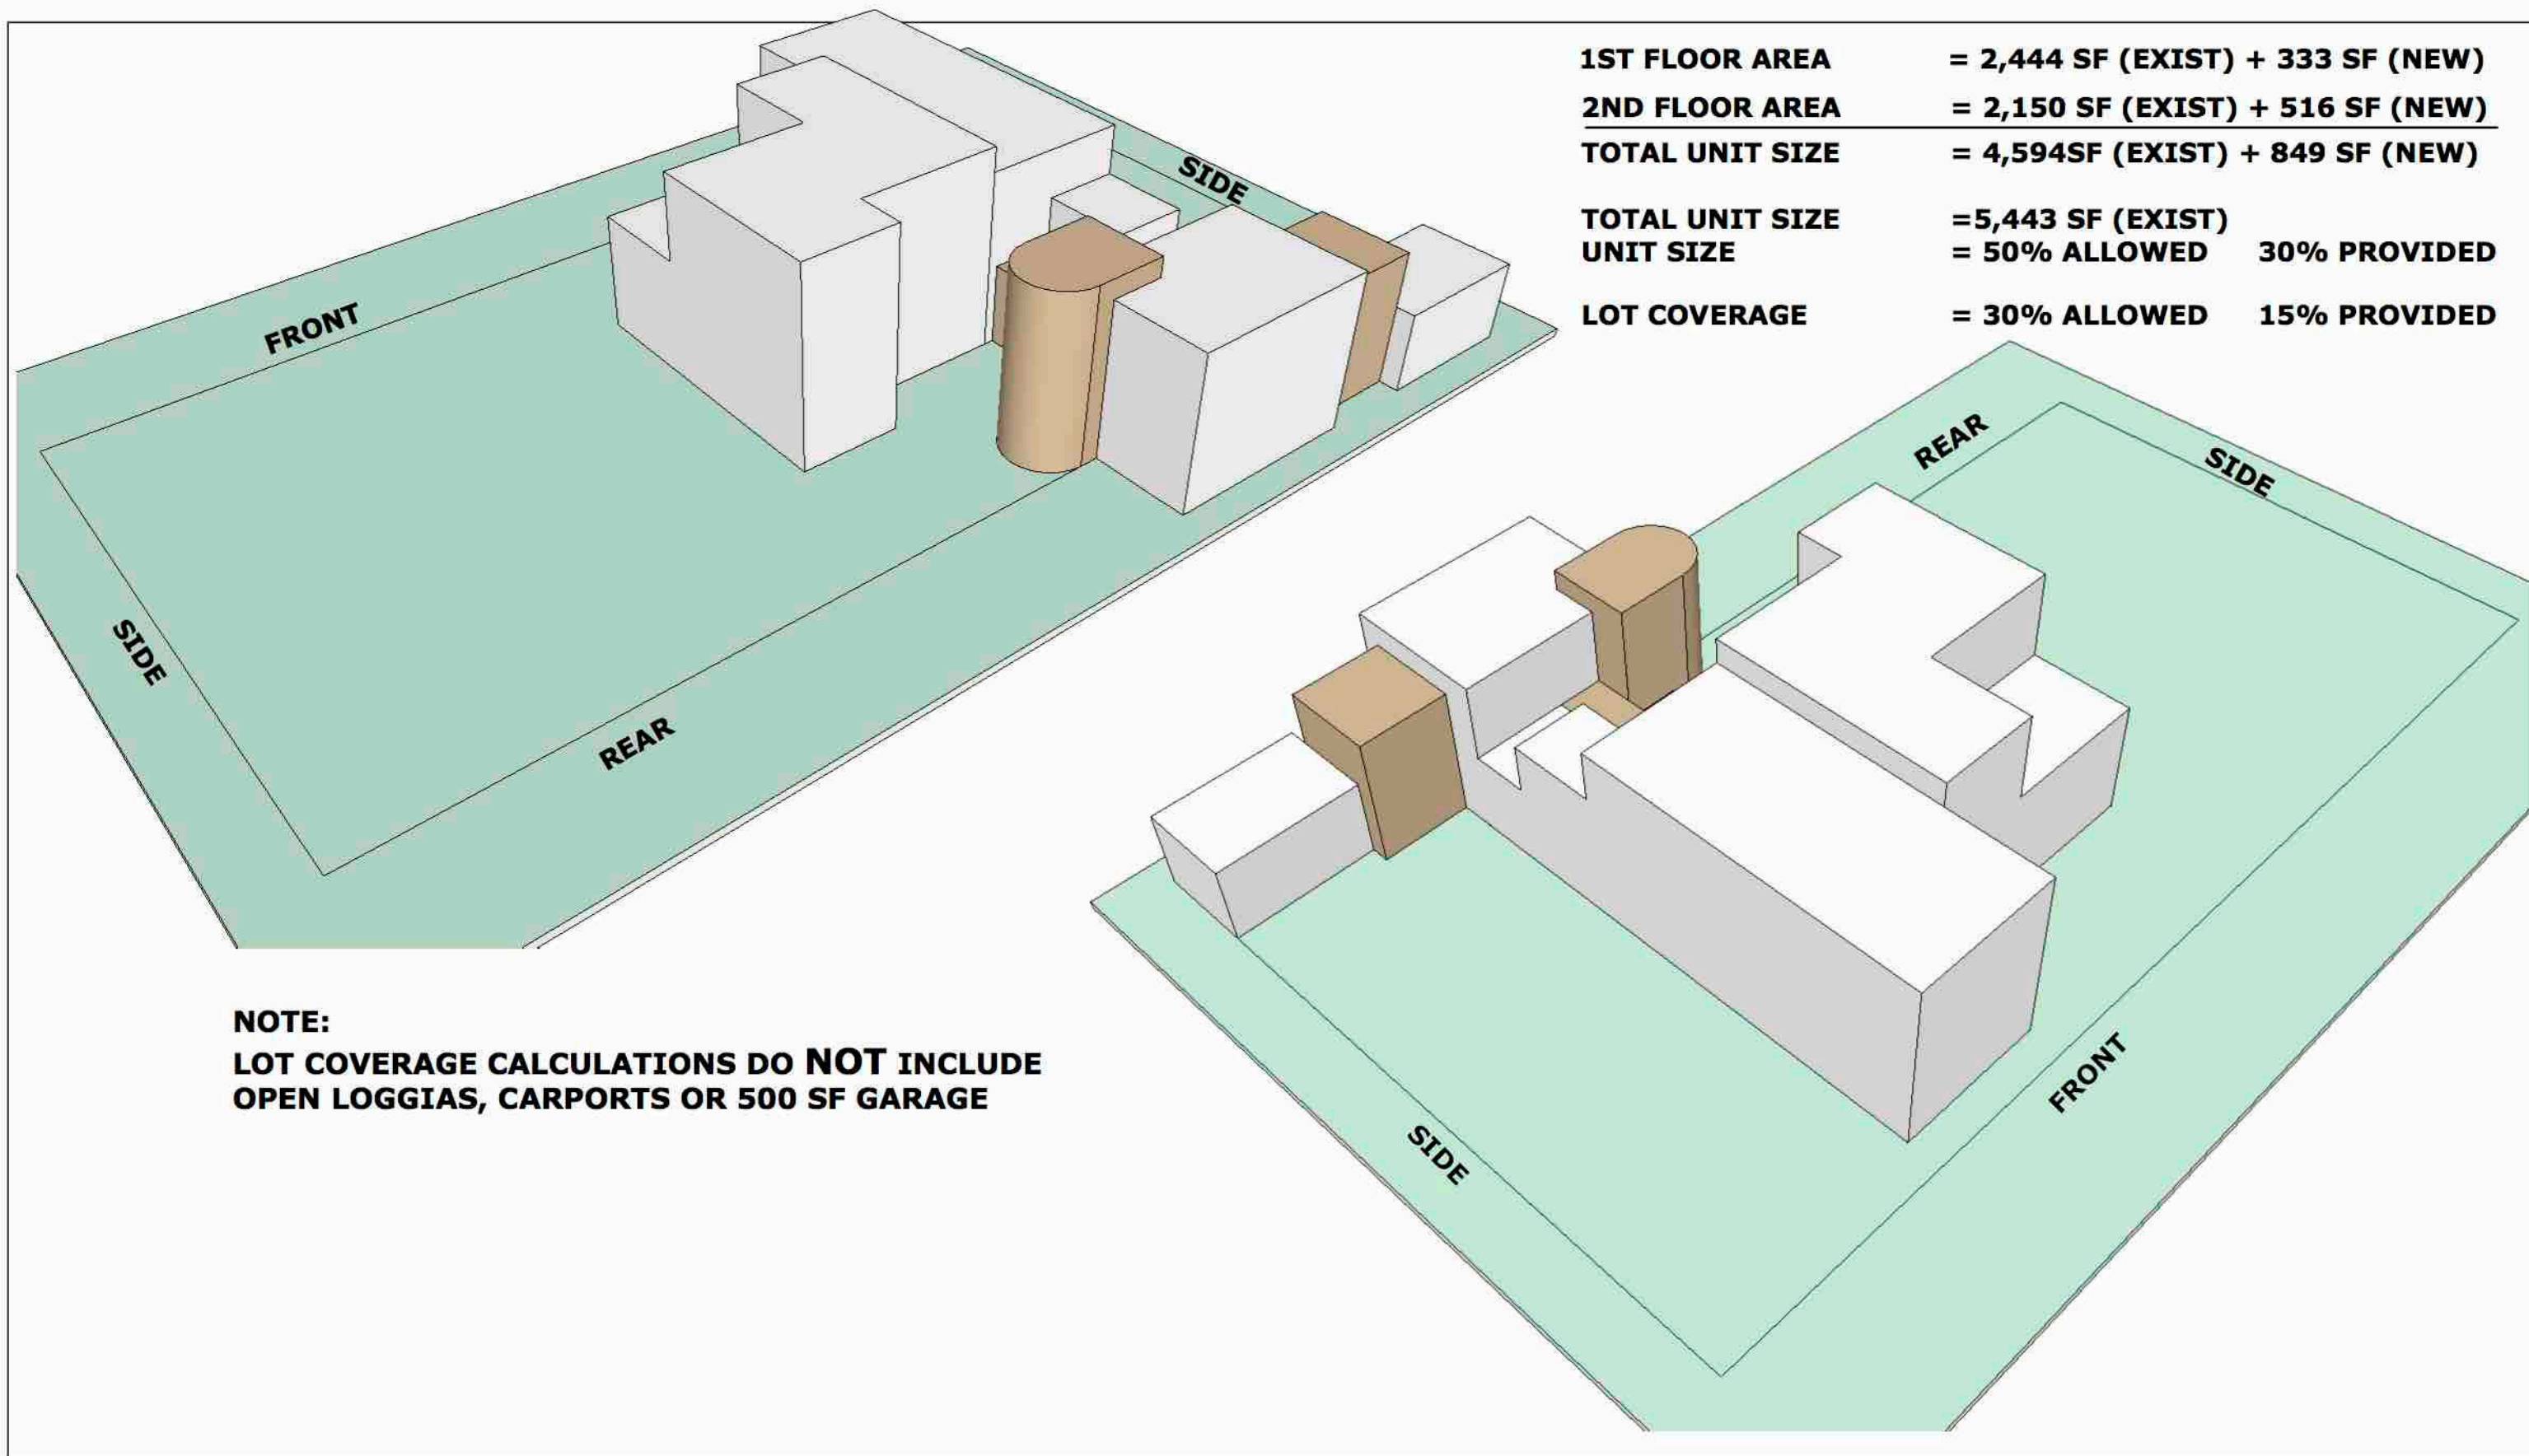 1ST FLOOR AREA = 2,444 SF (EXIST) + 333 SF (NEW)
2ND FLOOR AREA = 2,150 SF (EXIST) + 516 SF (NEW)
TOTAL UNIT SIZE = 4,594SF (EXIST) + 849 SF (NEW)
TOTAL UNIT SIZE =5,443 SF (EXIST)
UNIT SIZE = 50% ALLOWED 30% PROVIDED
LOT COVERAGE = 30% ALLOWED 15% PROVIDED
SIDE
FRONT
SIDE
REAR
REAR
SIDE
SIDE
FRONT
NOTE:
LOT COVERAGE CALCULATIONS DO NOT INCLUDE
OPEN LOGGIAS, CARPORTS OR 500 SF GARAGE